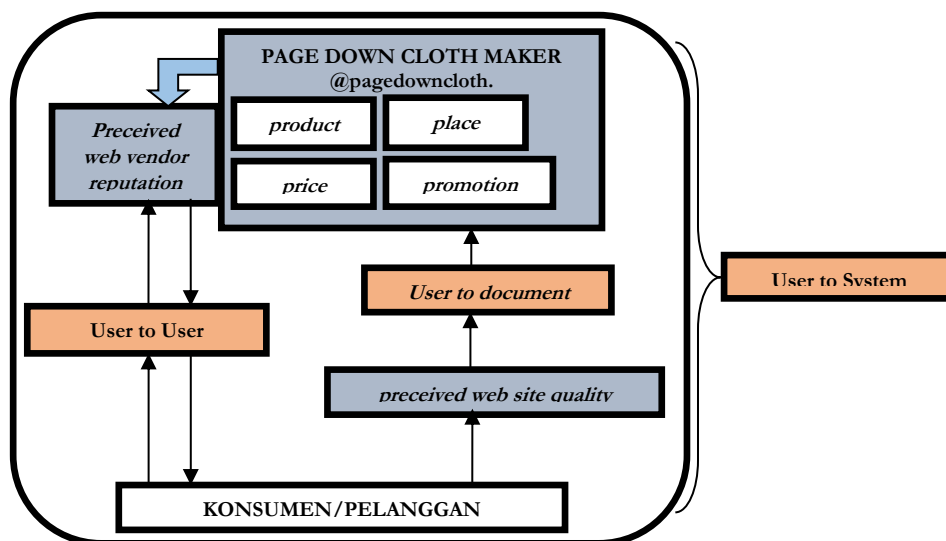 PAGE DOWN CLOTH MAKER
@pagedowncloth.
product
place
price
promotion
Preceived
web vendor
reputation
User to document
User to System
User to User
preceived web site quality
KONSUMEN/PELANGGAN